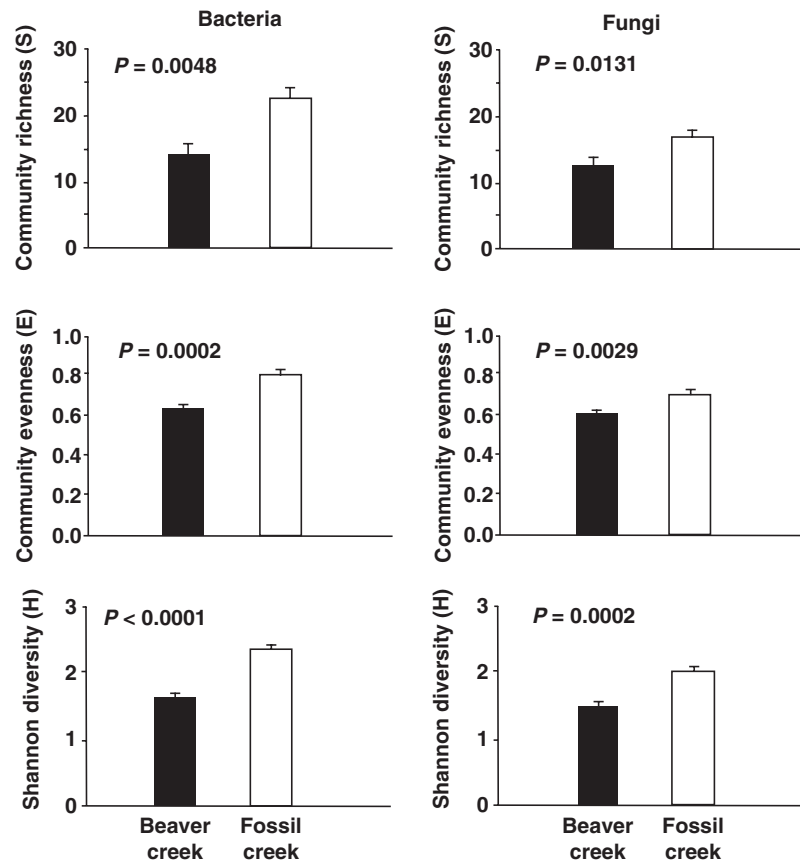 Bacteria
Fungi
Community richness (S)
30
20
10
0
P = 0.0048
Community richness (S)
30
20
10
0
P = 0.0131
Community evenness (E)
1.0
0.8
0.6
0.4
0.2
0.0
P = 0.0002
Community evenness (E)
1.0
0.8
0.6
0.4
0.2
0.0
P = 0.0029
Shannon diversity (H)
3
2
1
0
P < 0.0001
Shannon diversity (H)
3
2
1
0
P = 0.0002
Beaver
creek
Fossil
creek
Beaver
creek
Fossil
creek